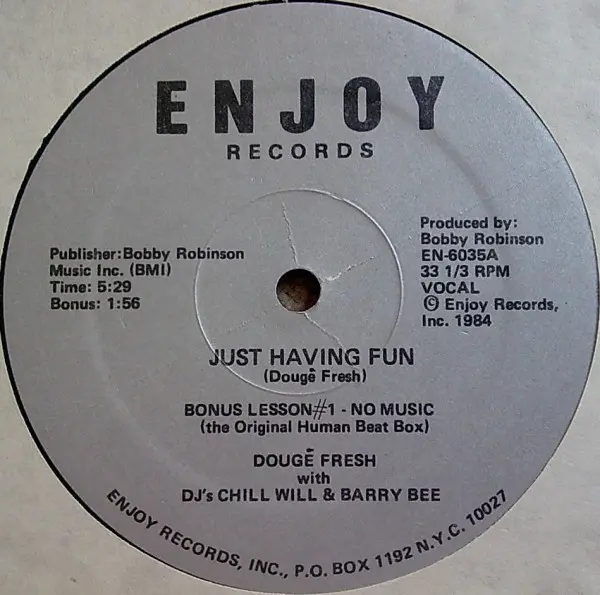 ENJOY
RECORDS
Publisher:Bobby Robinson
Music Inc. (BMI)
Time: 5:29
Bonus: 1:56
Produced by:
Bobby Robinson
EN-6035A
33 1/3 RPM
VOCAL
© Enjoy Records,
Inc. 1984
JUST HAVING FUN
(Dougē Fresh)
BONUS LESSON#1 - NO MUSIC
(the Original Human Beat Box)
DOUGĒ FRESH
with
DJ's CHILL WILL & BARRY BEE
ENJOY RECORDS, INC., P.O. BOX 1192 N.Y.C. 10027